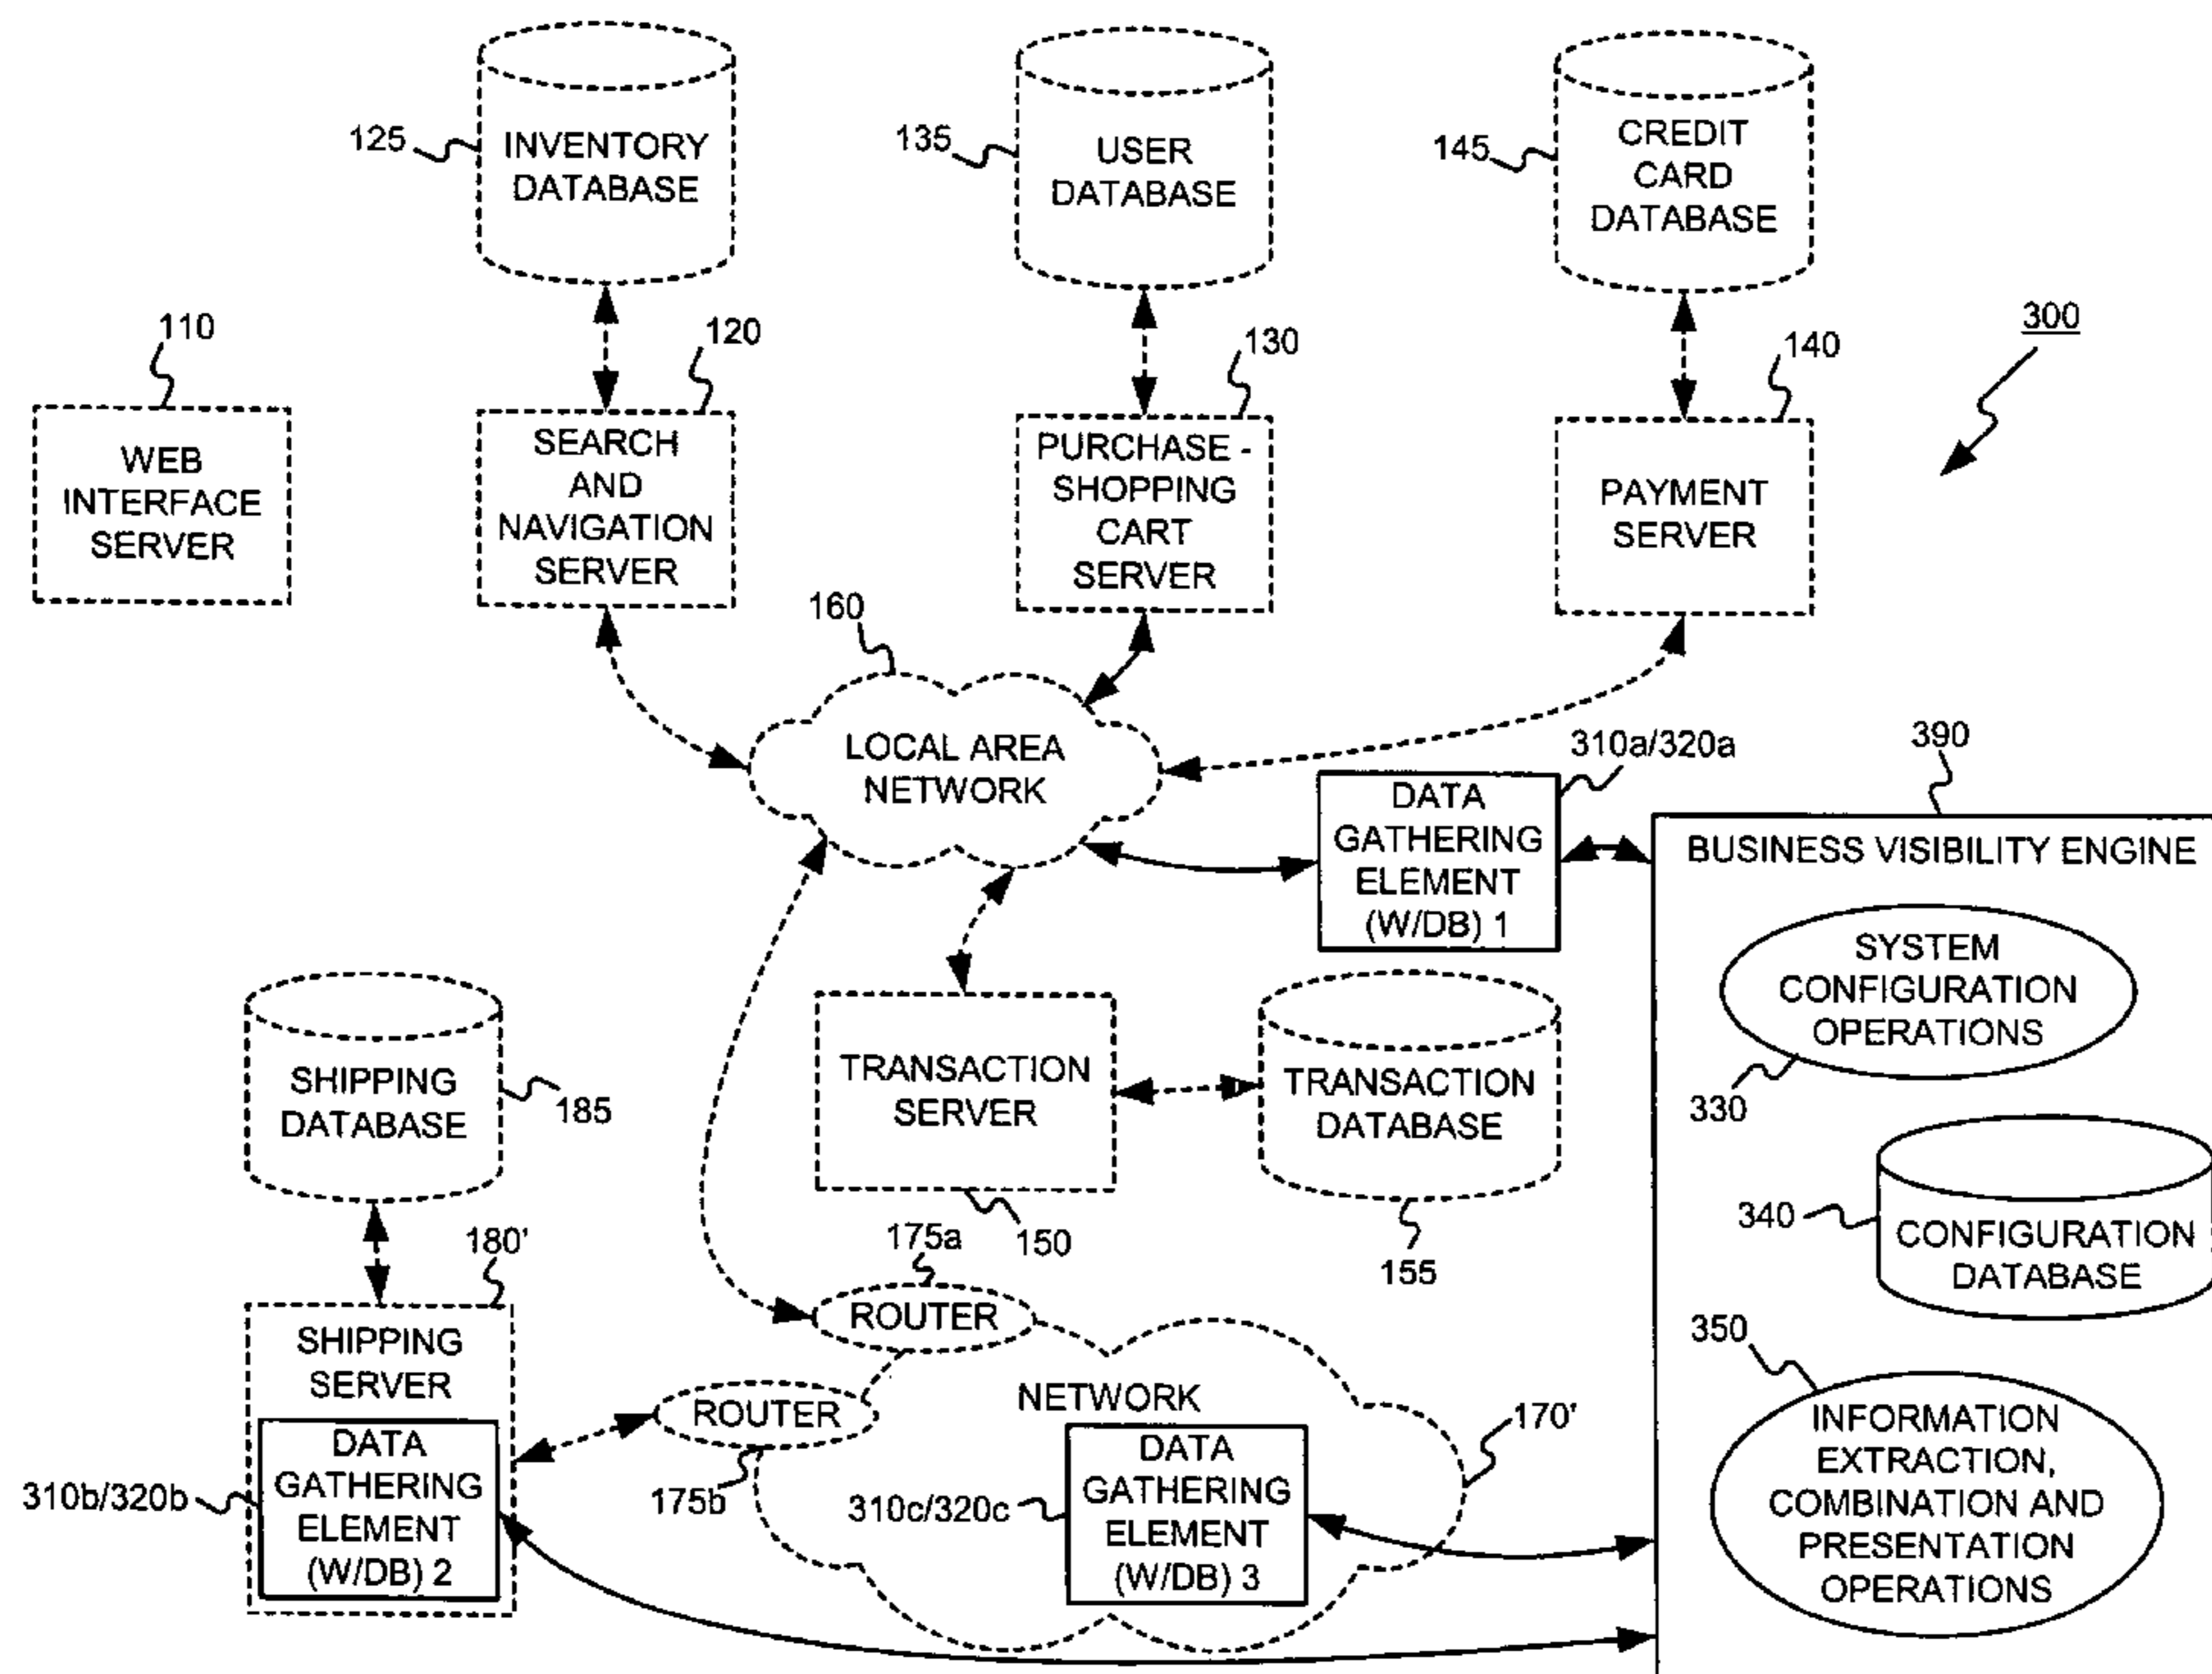 125
INVENTORY
DATABASE
135
USER
DATABASE
145
CREDIT
CARD
DATABASE
110
120
130
140
300
WEB
INTERFACE
SERVER
SEARCH
AND
NAVIGATION
SERVER
PURCHASE -
SHOPPING
CART
SERVER
PAYMENT
SERVER
160
LOCAL AREA
NETWORK
310a/320a
390
DATA
GATHERING
ELEMENT
(W/DB) 1
BUSINESS VISIBILITY ENGINE
SYSTEM
CONFIGURATION
OPERATIONS
330
SHIPPING
DATABASE
185
TRANSACTION
SERVER
TRANSACTION
DATABASE
150
155
340
CONFIGURATION
DATABASE
180'
175a
ROUTER
SHIPPING
SERVER
ROUTER
175b
NETWORK
170'
350
INFORMATION
EXTRACTION,
COMBINATION AND
PRESENTATION
OPERATIONS
310b/320b
DATA
GATHERING
ELEMENT
(W/DB) 2
310c/320c
DATA
GATHERING
ELEMENT
(W/DB) 3